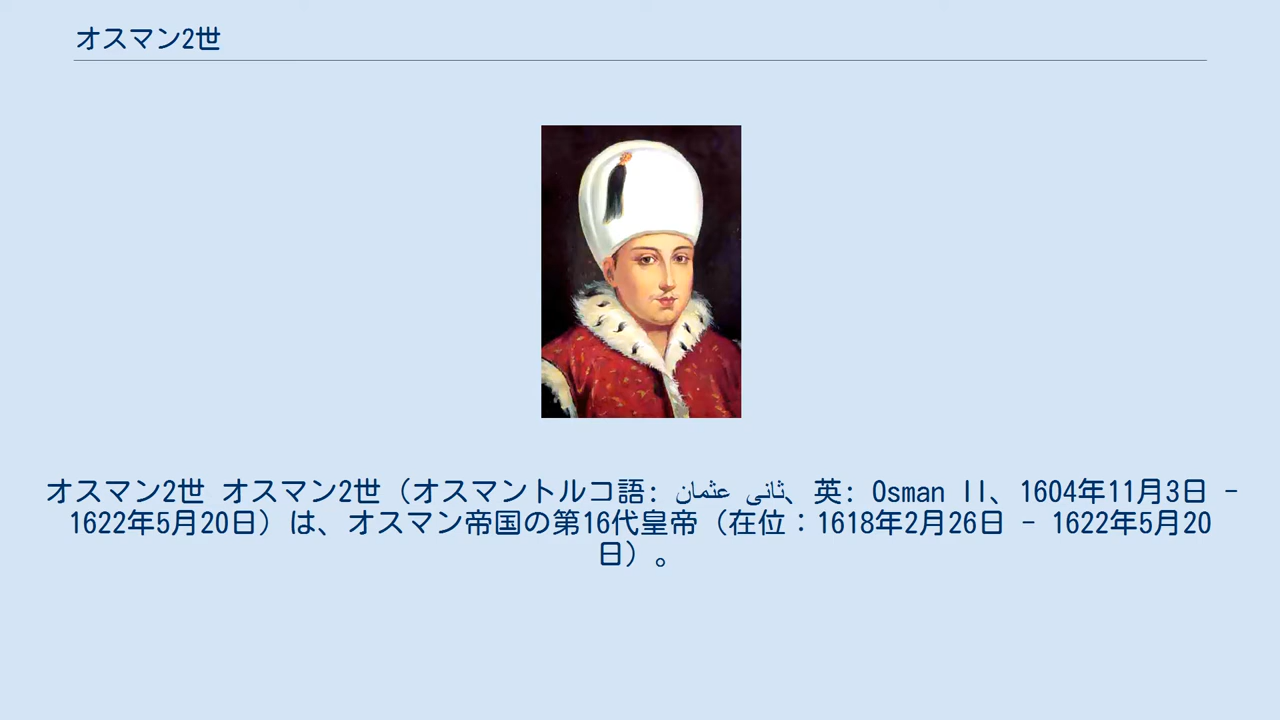 オスマン2世
オスマン2世 オスマン2世（オスマントルコ語: عثمان ثانى、英: Osman II、1604年11月3日 -
1622年5月20日）は、オスマン帝国の第16代皇帝（在位：1618年2月26日 - 1622年5月20
日）。